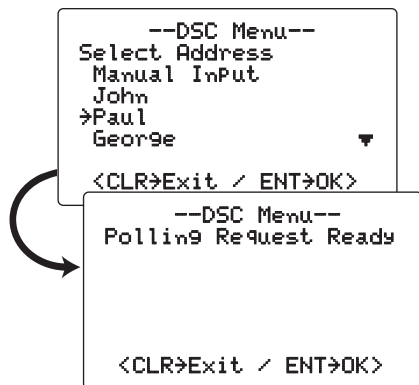 --DSC Menu--
Select Address
Manual InPut
John
→Paul
George ▼
<CLR→Exit / ENT→OK>
--DSC Menu--
Polling Request Ready
<CLR→Exit / ENT→OK>